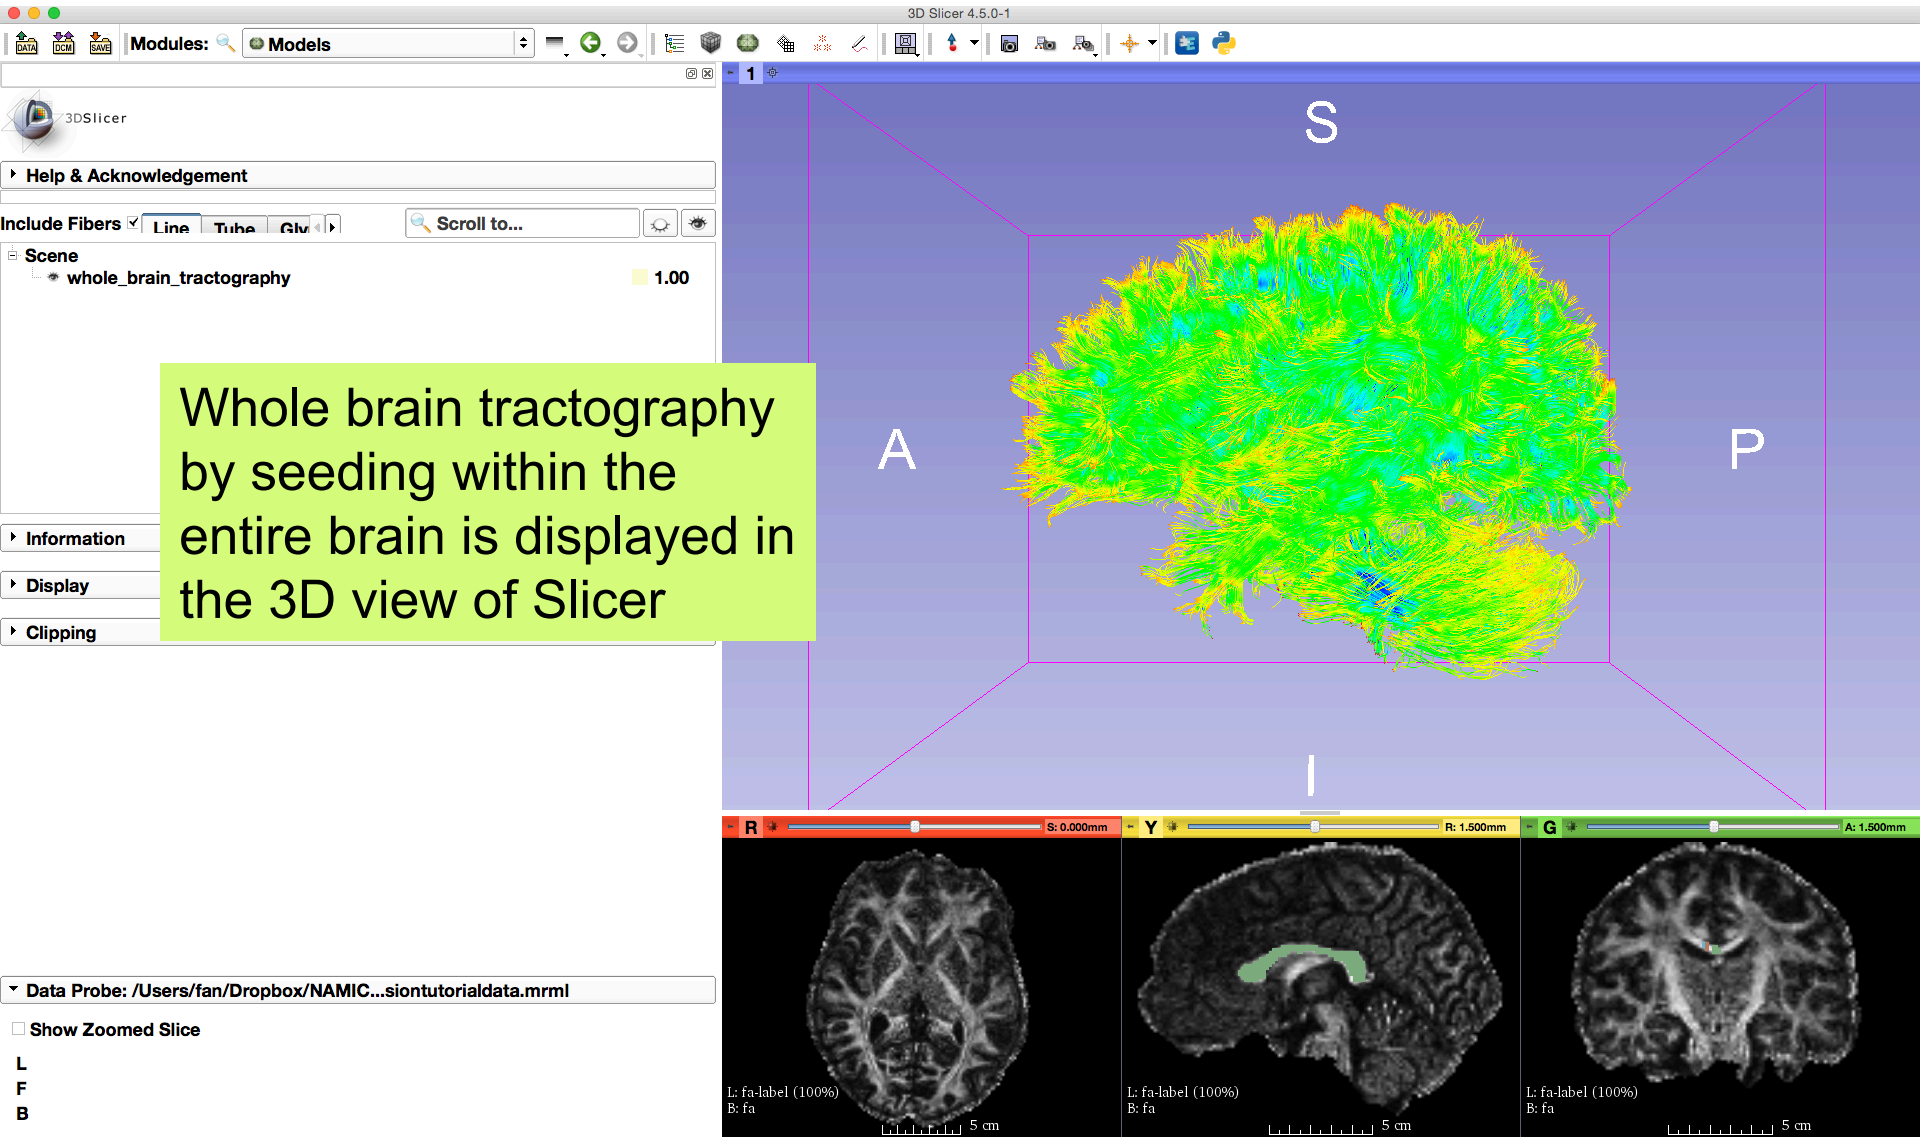 3D Slicer 4.5.0-1
DATA DCM SAVE Modules: Models
1
3DSlicer
Help & Acknowledgement
Include Fibers Line Tube Gly Scroll to...
Scene
whole_brain_tractography 1.00
Whole brain tractography
by seeding within the
entire brain is displayed in
the 3D view of Slicer
Information
Display
Clipping
S
A
P
I
R S: 0.000mm
Y R: 1.500mm
G A: 1.500mm
L: fa-label (100%)
B: fa
5 cm
L: fa-label (100%)
B: fa
5 cm
L: fa-label (100%)
B: fa
5 cm
Data Probe: /Users/fan/Dropbox/NAMIC...siontutorialdata.mrml
Show Zoomed Slice
L
F
B